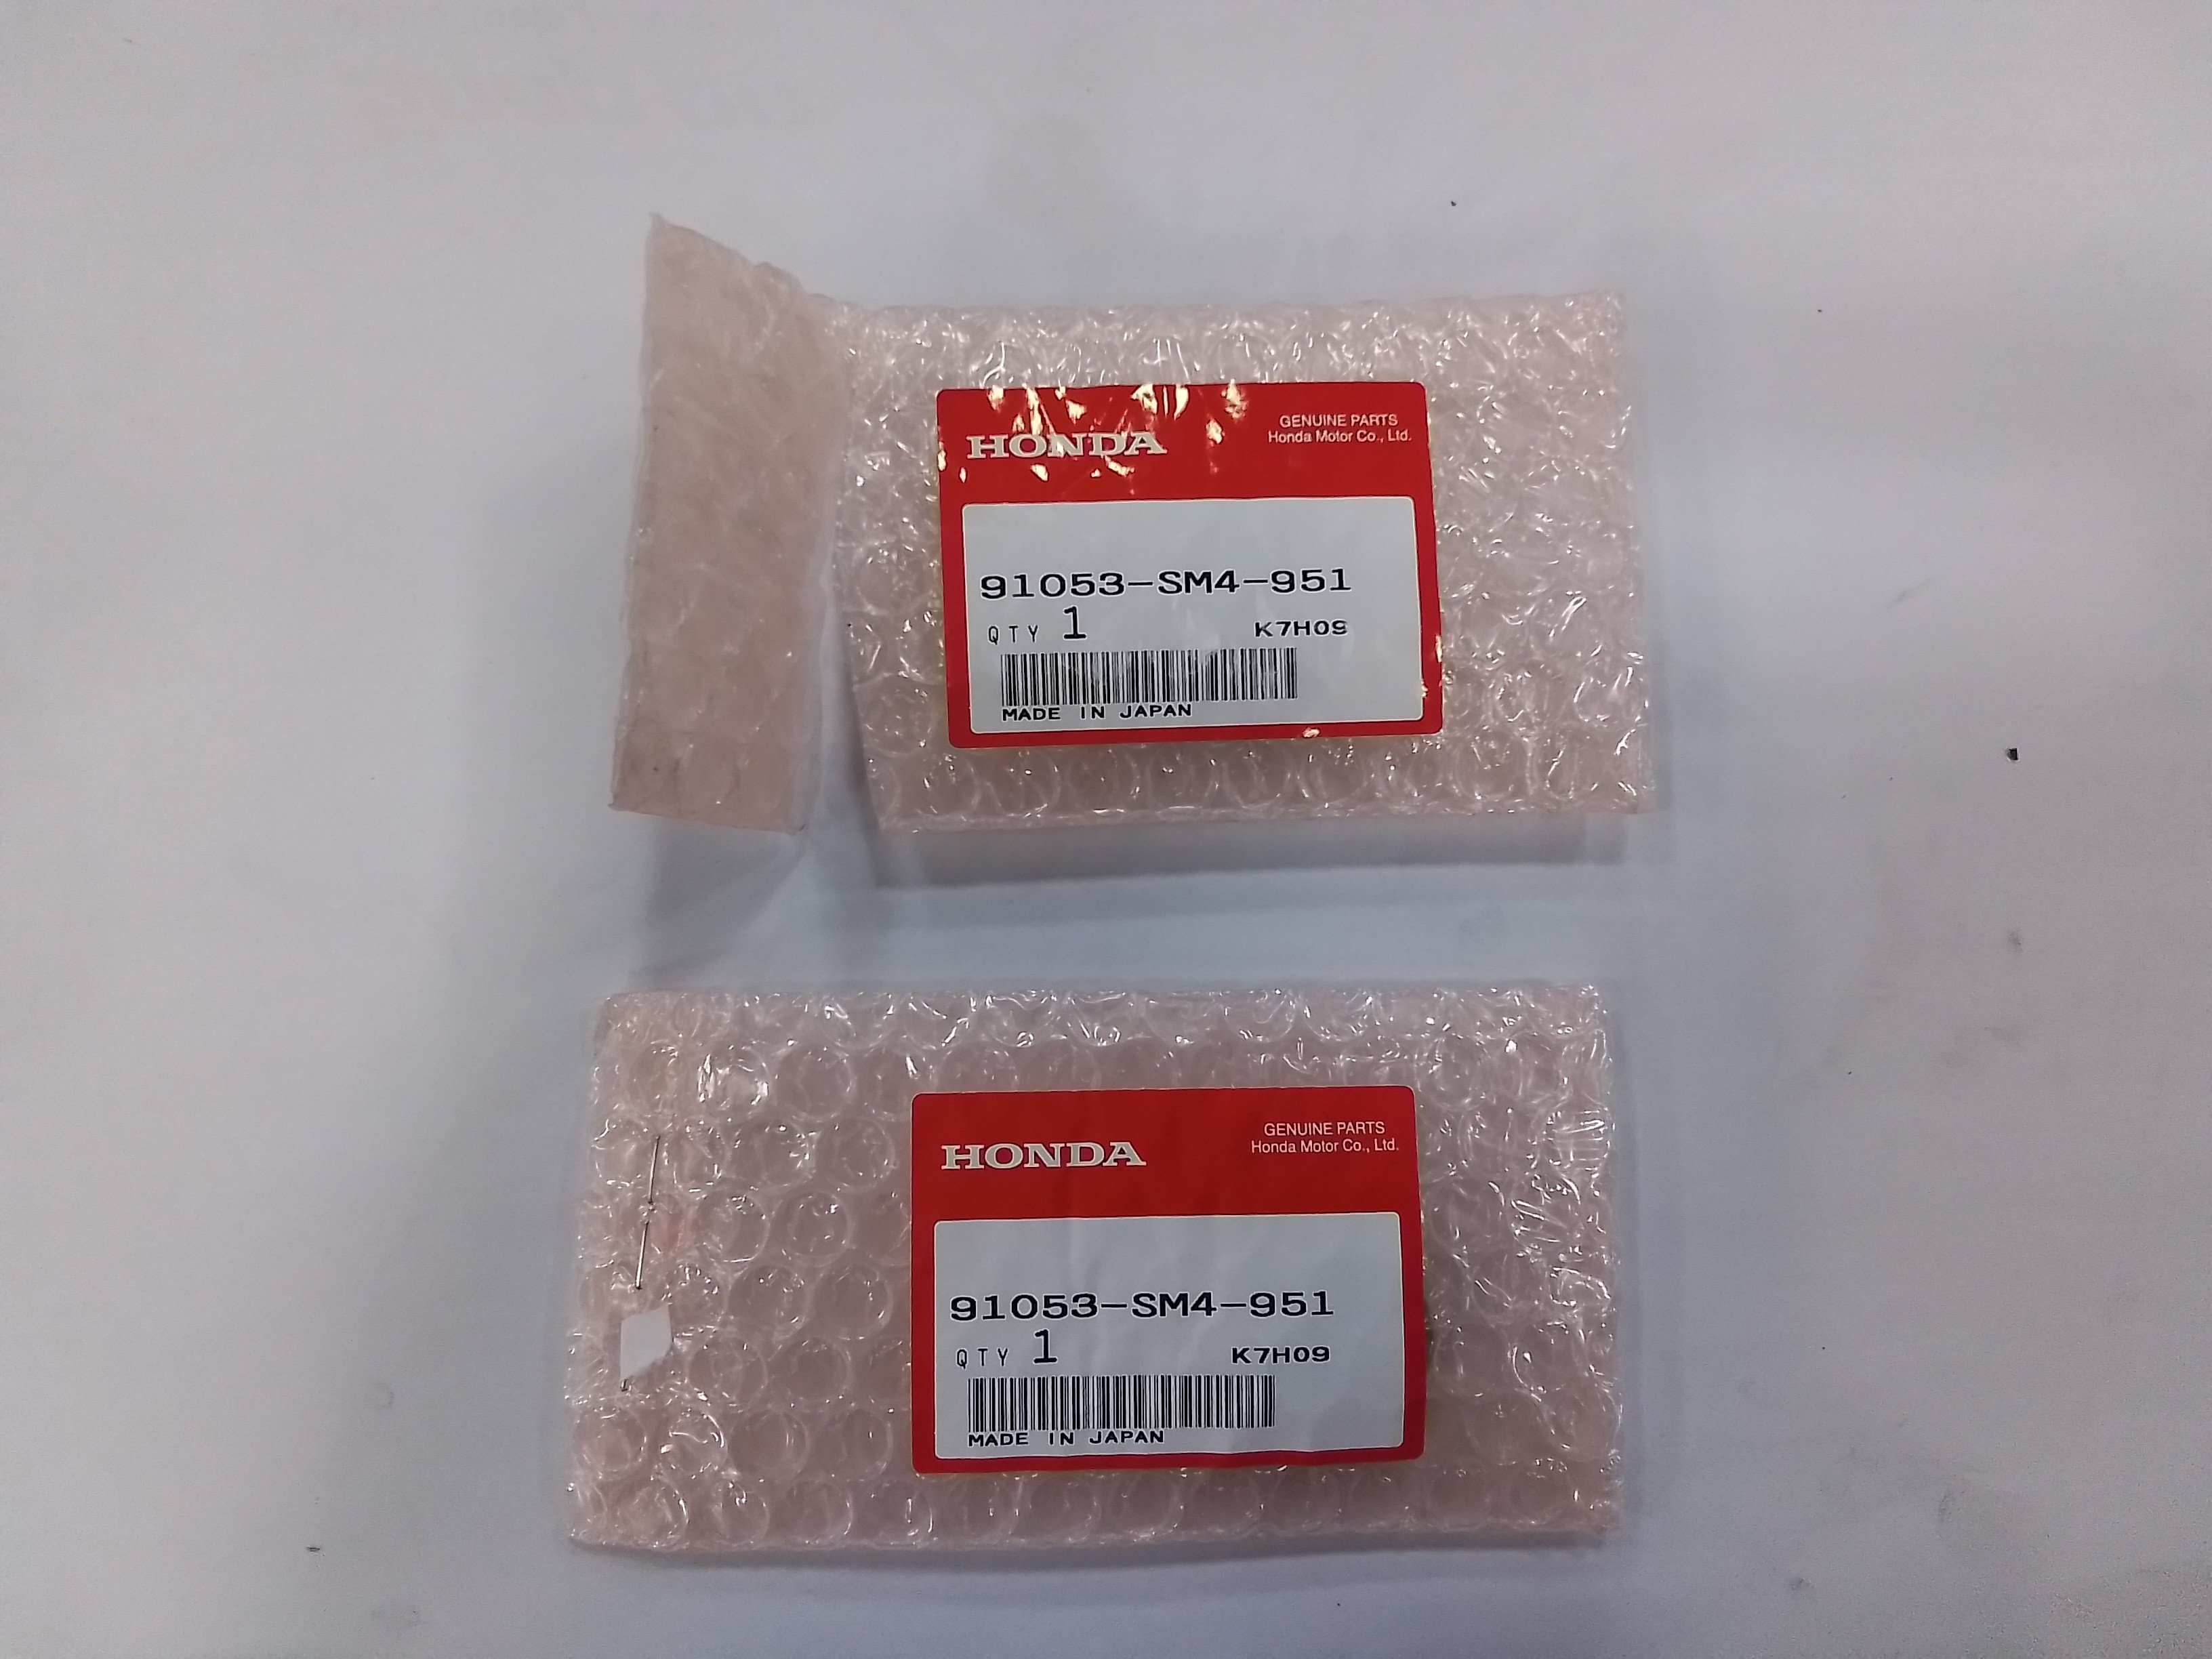 HONDA
GENUINE PARTS
Honda Motor Co., Ltd.
91053-SM4-951
QTY 1 K7H09
MADE IN JAPAN
HONDA
GENUINE PARTS
Honda Motor Co., Ltd.
91053-SM4-951
QTY 1 K7H09
MADE IN JAPAN